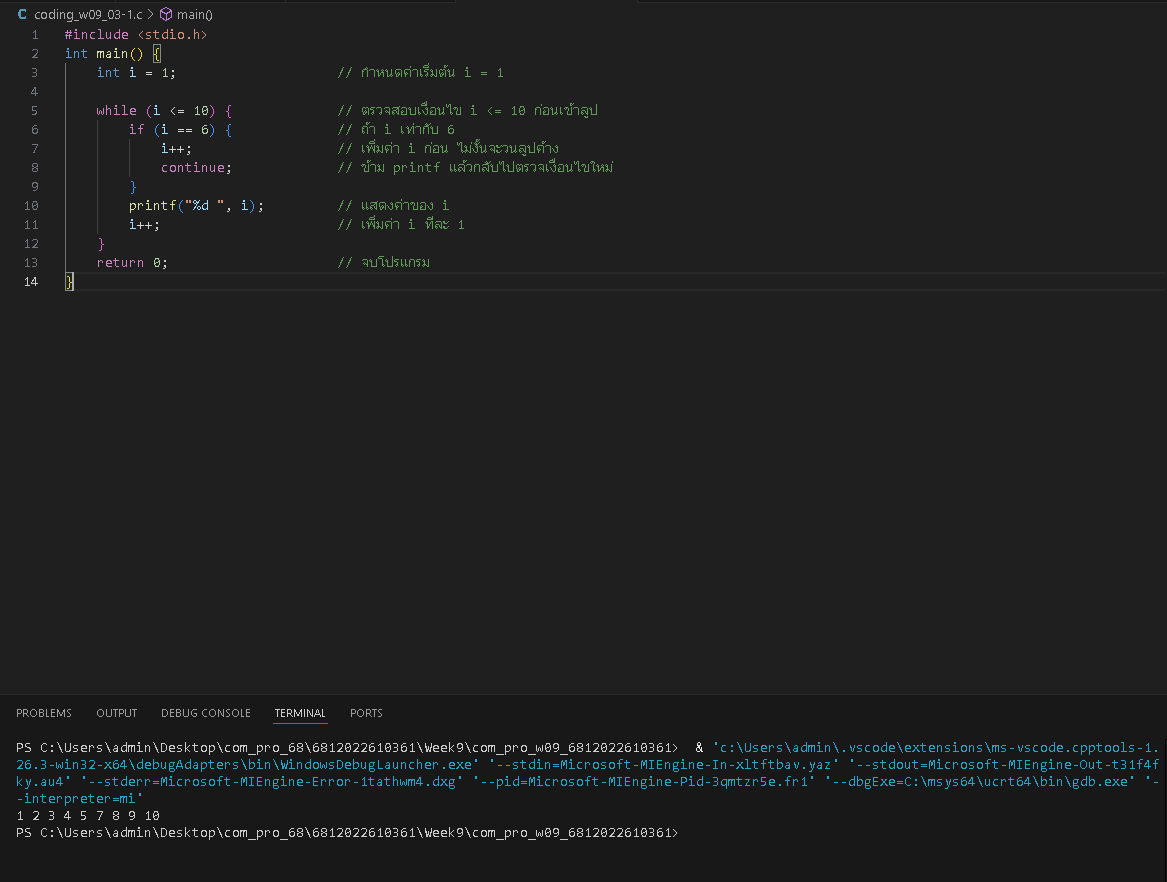 coding_w09_03-1.c > main()
1 #include <stdio.h>
2 int main() {
3 int i = 1; // กำหนดค่าเริ่มต้น i = 1
4
5 while (i <= 10) { // ตรวจสอบเงื่อนไข i <= 10 ก่อนเข้าลูป
6 if (i == 6) { // ถ้า i เท่ากับ 6
7 i++; // เพิ่มค่า i ก่อน ไม่งั้นจะวนลูปค้าง
8 continue; // ข้าม printf แล้วกลับไปตรวจเงื่อนไขใหม่
9 }
10 printf("%d ", i); // แสดงค่าของ i
11 i++; // เพิ่มค่า i ทีละ 1
12 }
13 return 0; // จบโปรแกรม
14 }
PROBLEMS OUTPUT DEBUG CONSOLE TERMINAL PORTS
PS C:\Users\admin\Desktop\com_pro_68\6812022610361\Week9\com_pro_w09_6812022610361> & 'c:\Users\admin\.vscode\extensions\ms-vscode.cpptools-1.
26.3-win32-x64\debugAdapters\bin\WindowsDebugLauncher.exe' '--stdin=Microsoft-MIEngine-In-xltftbav.yaz' '--stdout=Microsoft-MIEngine-Out-t31f4f
ky.au4' '--stderr=Microsoft-MIEngine-Error-1tathwm4.dxg' '--pid=Microsoft-MIEngine-Pid-3qmtzr5e.fr1' '--dbgExe=C:\msys64\ucrt64\bin\gdb.exe' '-
-interpreter=mi'
1 2 3 4 5 7 8 9 10
PS C:\Users\admin\Desktop\com_pro_68\6812022610361\Week9\com_pro_w09_6812022610361>